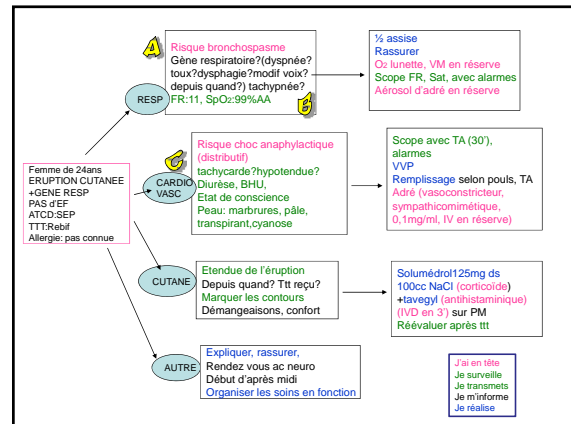 A
Risque bronchospasme
Gène respiratoire?(dyspnée?
toux?dysphagie?modif voix?
depuis quand?) tachypnée?
FR:11, SpO2:99%AA
B
RESP
½ assise
Rassurer
O2 lunette, VM en réserve
Scope FR, Sat, avec alarmes
Aérosol d'adré en réserve
Femme de 24ans
ERUPTION CUTANEE
+GENE RESP
PAS d'EF
ATCD:SEP
TTT:Rebif
Allergie: pas connue
C
CARDIO
VASC
Risque choc anaphylactique
(distributif)
tachycarde?hypotendue?
Diurèse, BHU,
Etat de conscience
Peau: marbrures, pâle,
transpirant,cyanose
Scope avec TA (30'),
alarmes
VVP
Remplissage selon pouls, TA
Adré (vasoconstricteur,
sympathicomimétique,
0,1mg/ml, IV en réserve)
CUTANE
Etendue de l'éruption
Depuis quand? Ttt reçu?
Marquer les contours
Démangeaisons, confort
Solumédrol125mg ds
100cc NaCl (corticoïde)
+tavegyl (antihistaminique)
(IVD en 3') sur PM
Réévaluer après ttt
AUTRE
Expliquer, rassurer,
Rendez vous ac neuro
Début d'après midi
Organiser les soins en fonction
J'ai en tête
Je surveille
Je transmets
Je m'informe
Je réalise